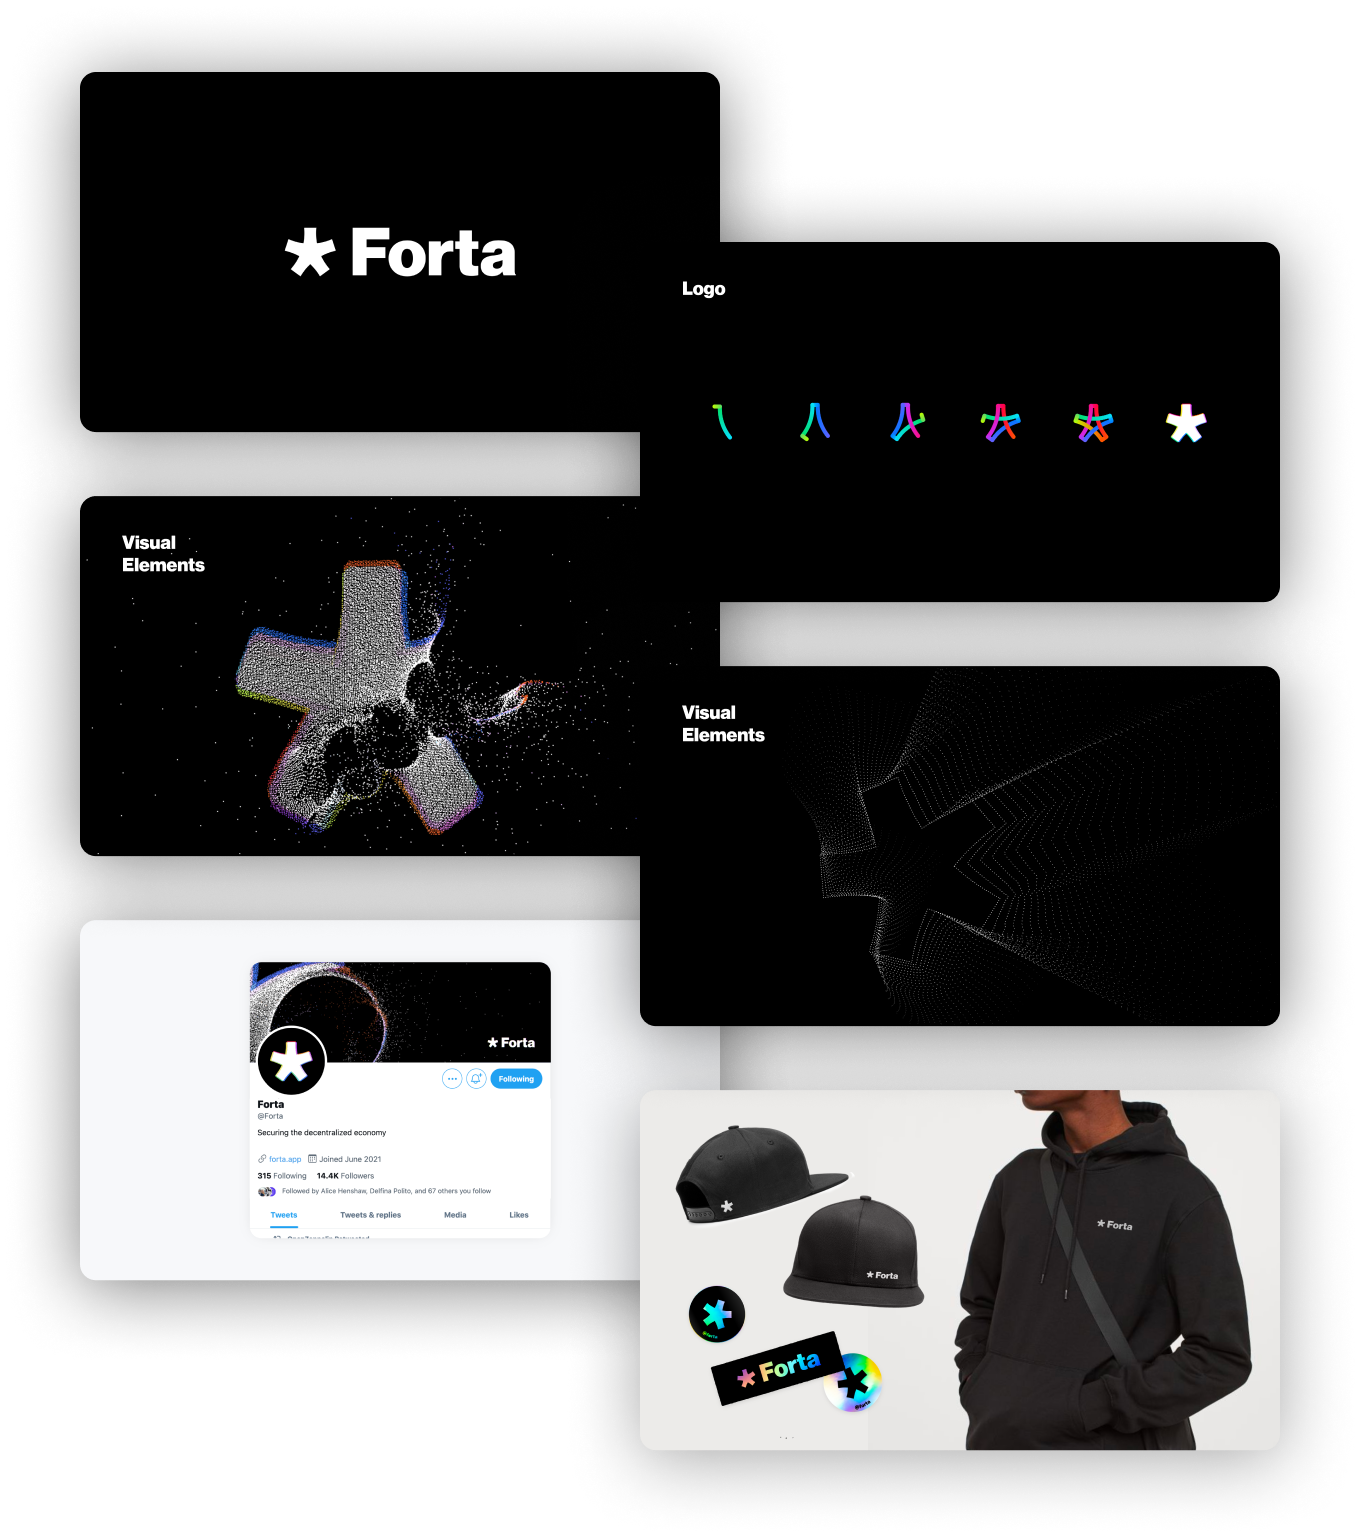 Forta
Logo
Visual
Elements
Visual
Elements
Forta
Following
Forta
@Forta
Securing the decentralized economy
forta.app Joined June 2021
315 Following 14.4K Followers
Followed by Alice Henshaw, Delfina Polito, and 67 others you follow
Tweets Tweets & replies Media Likes
Forta
Forta
@forta
Forta
@forta